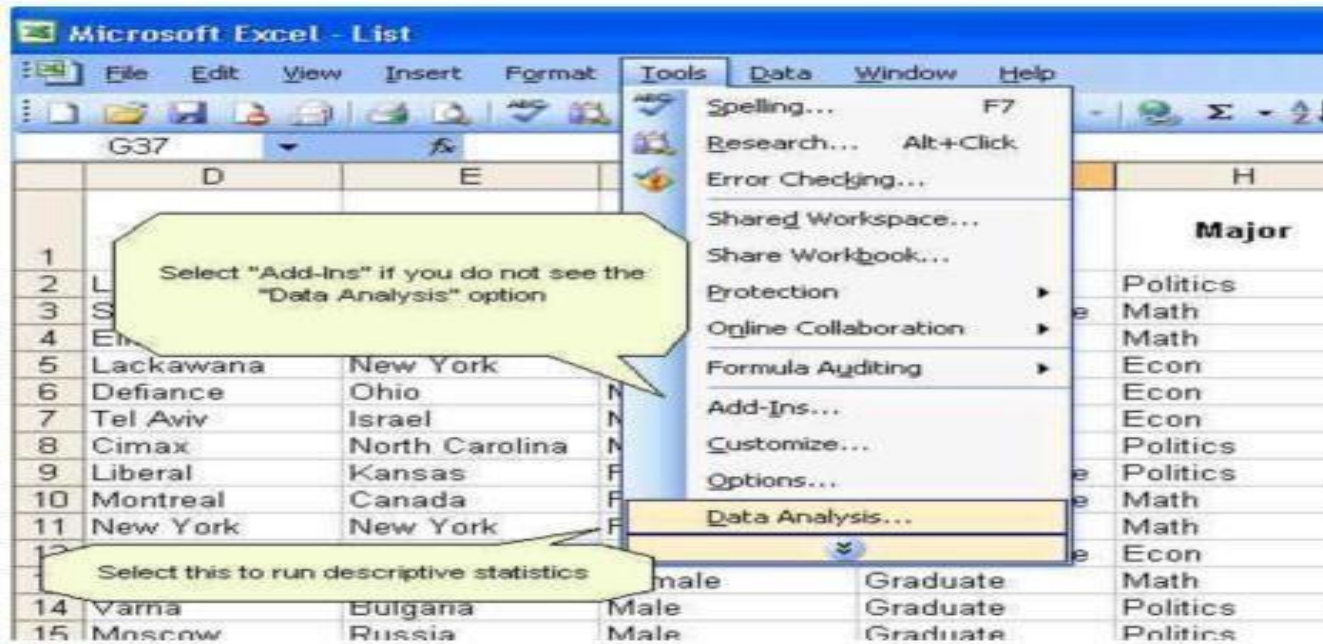 Microsoft Excel - List
File Edit View Insert Format Tools Data Window Help
Spelling... F7
G37
Research... Alt+Click
D E H
Error Checking...
Shared Workspace...
1 Major
Share Workbook...
Select "Add-Ins" if you do not see the
"Data Analysis" option
2 L Politics
Protection
3 S e Math
Online Collaboration
4 Math
5 Lackawana New York Econ
Formula Auditing
6 Defiance Ohio N Econ
Add-Ins...
7 Tel Aviv Israel N Econ
8 Cimax North Carolina N Politics
Customize...
9 Liberal Kansas F e Politics
Options...
10 Montreal Canada F e Math
11 New York New York F Math
Data Analysis...
e Econ
Select this to run descriptive statistics
male Graduate Math
14 Varna Bulgaria Male Graduate Politics
15 Moscow Russia Male Graduate Politics